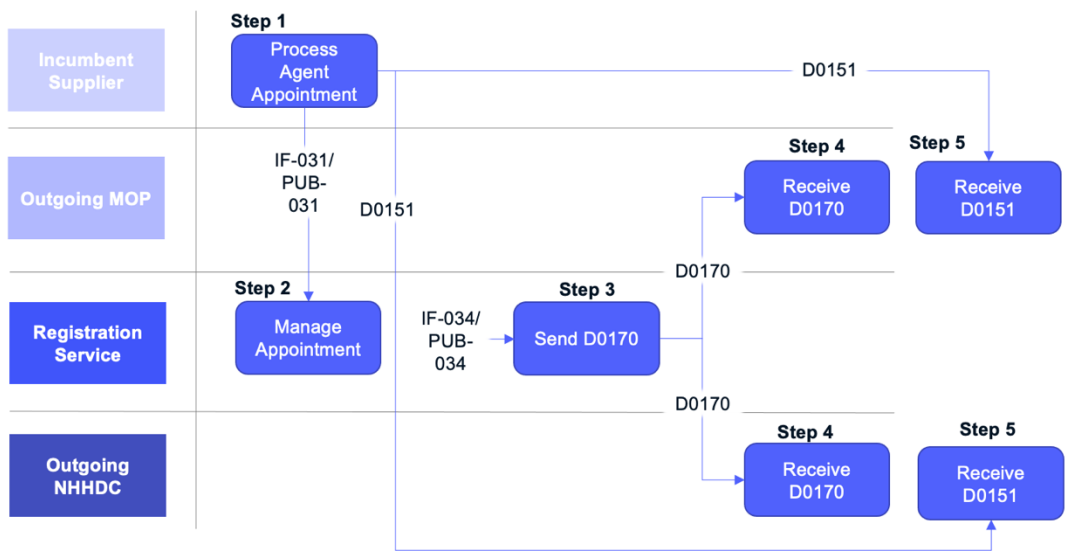 Step 1
Incumbent
Supplier
Process
Agent
Appointment
D0151
IF-031/
PUB-
031
D0151
Outgoing MOP
Step 4
Receive
D0170
Step 5
Receive
D0151
D0170
Registration
Service
Step 2
Manage
Appointment
IF-034/
PUB-
034
Step 3
Send D0170
D0170
Outgoing
NHHDC
Step 4
Receive
D0170
Step 5
Receive
D0151